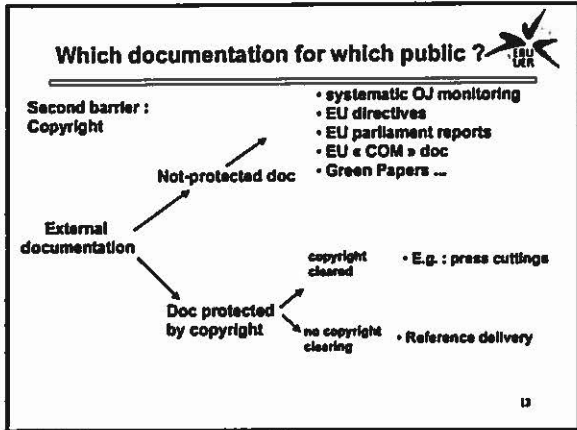 Which documentation for which public ?
EBU
UER
Second barrier :
Copyright
• systematic OJ monitoring
• EU directives
• EU parliament reports
• EU « COM » doc
• Green Papers ...
Not-protected doc
External
documentation
Doc protected
by copyright
copyright
cleared
• E.g. : press cuttings
no copyright
clearing
• Reference delivery
13